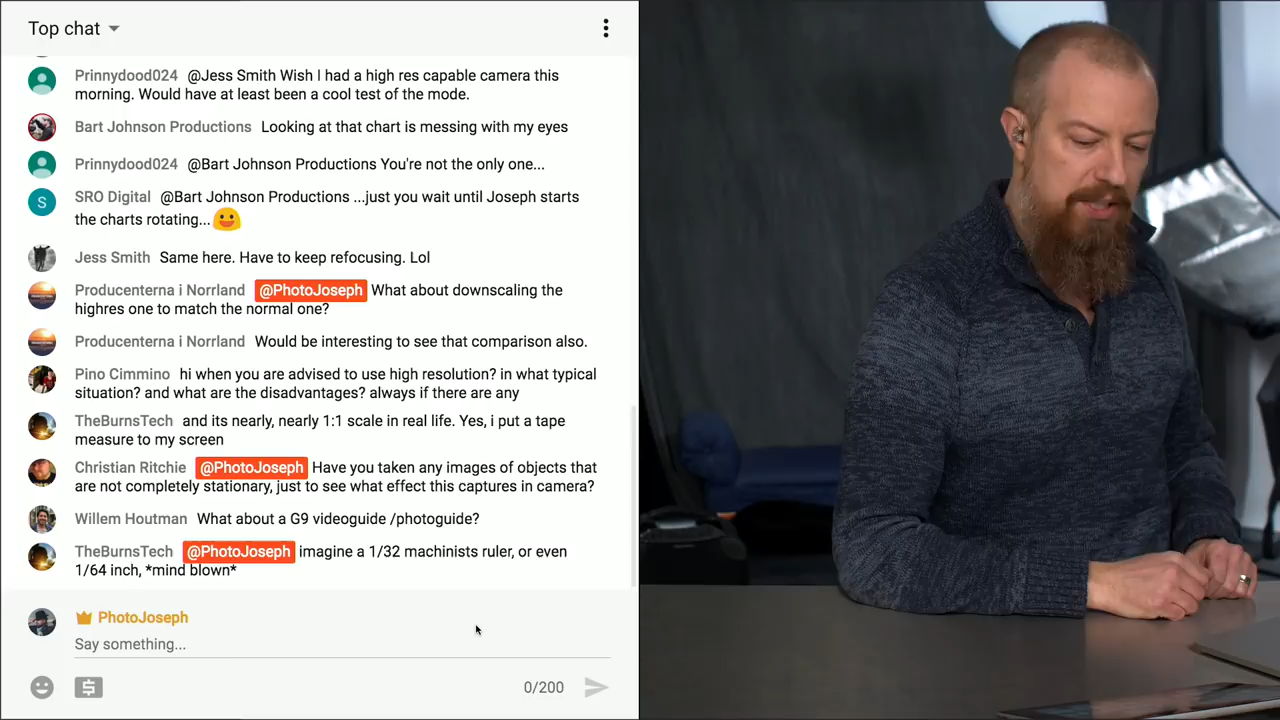 Top chat
Prinnydood024 @Jess Smith Wish I had a high res capable camera this
morning. Would have at least been a cool test of the mode.
Bart Johnson Productions Looking at that chart is messing with my eyes
Prinnydood024 @Bart Johnson Productions You're not the only one...
S
SRO Digital @Bart Johnson Productions ...just you wait until Joseph starts
the charts rotating...
Jess Smith Same here. Have to keep refocusing. Lol
Producenterna i Norrland @PhotoJoseph What about downscaling the
highres one to match the normal one?
Producenterna i Norrland Would be interesting to see that comparison also.
Pino Cimmino hi when you are advised to use high resolution? in what typical
situation? and what are the disadvantages? always if there are any
TheBurnsTech and its nearly, nearly 1:1 scale in real life. Yes, i put a tape
measure to my screen
Christian Ritchie @PhotoJoseph Have you taken any images of objects that
are not completely stationary, just to see what effect this captures in camera?
Willem Houtman What about a G9 videoguide /photoguide?
TheBurnsTech @PhotoJoseph imagine a 1/32 machinists ruler, or even
1/64 inch, *mind blown*
PhotoJoseph
Say something...
0/200